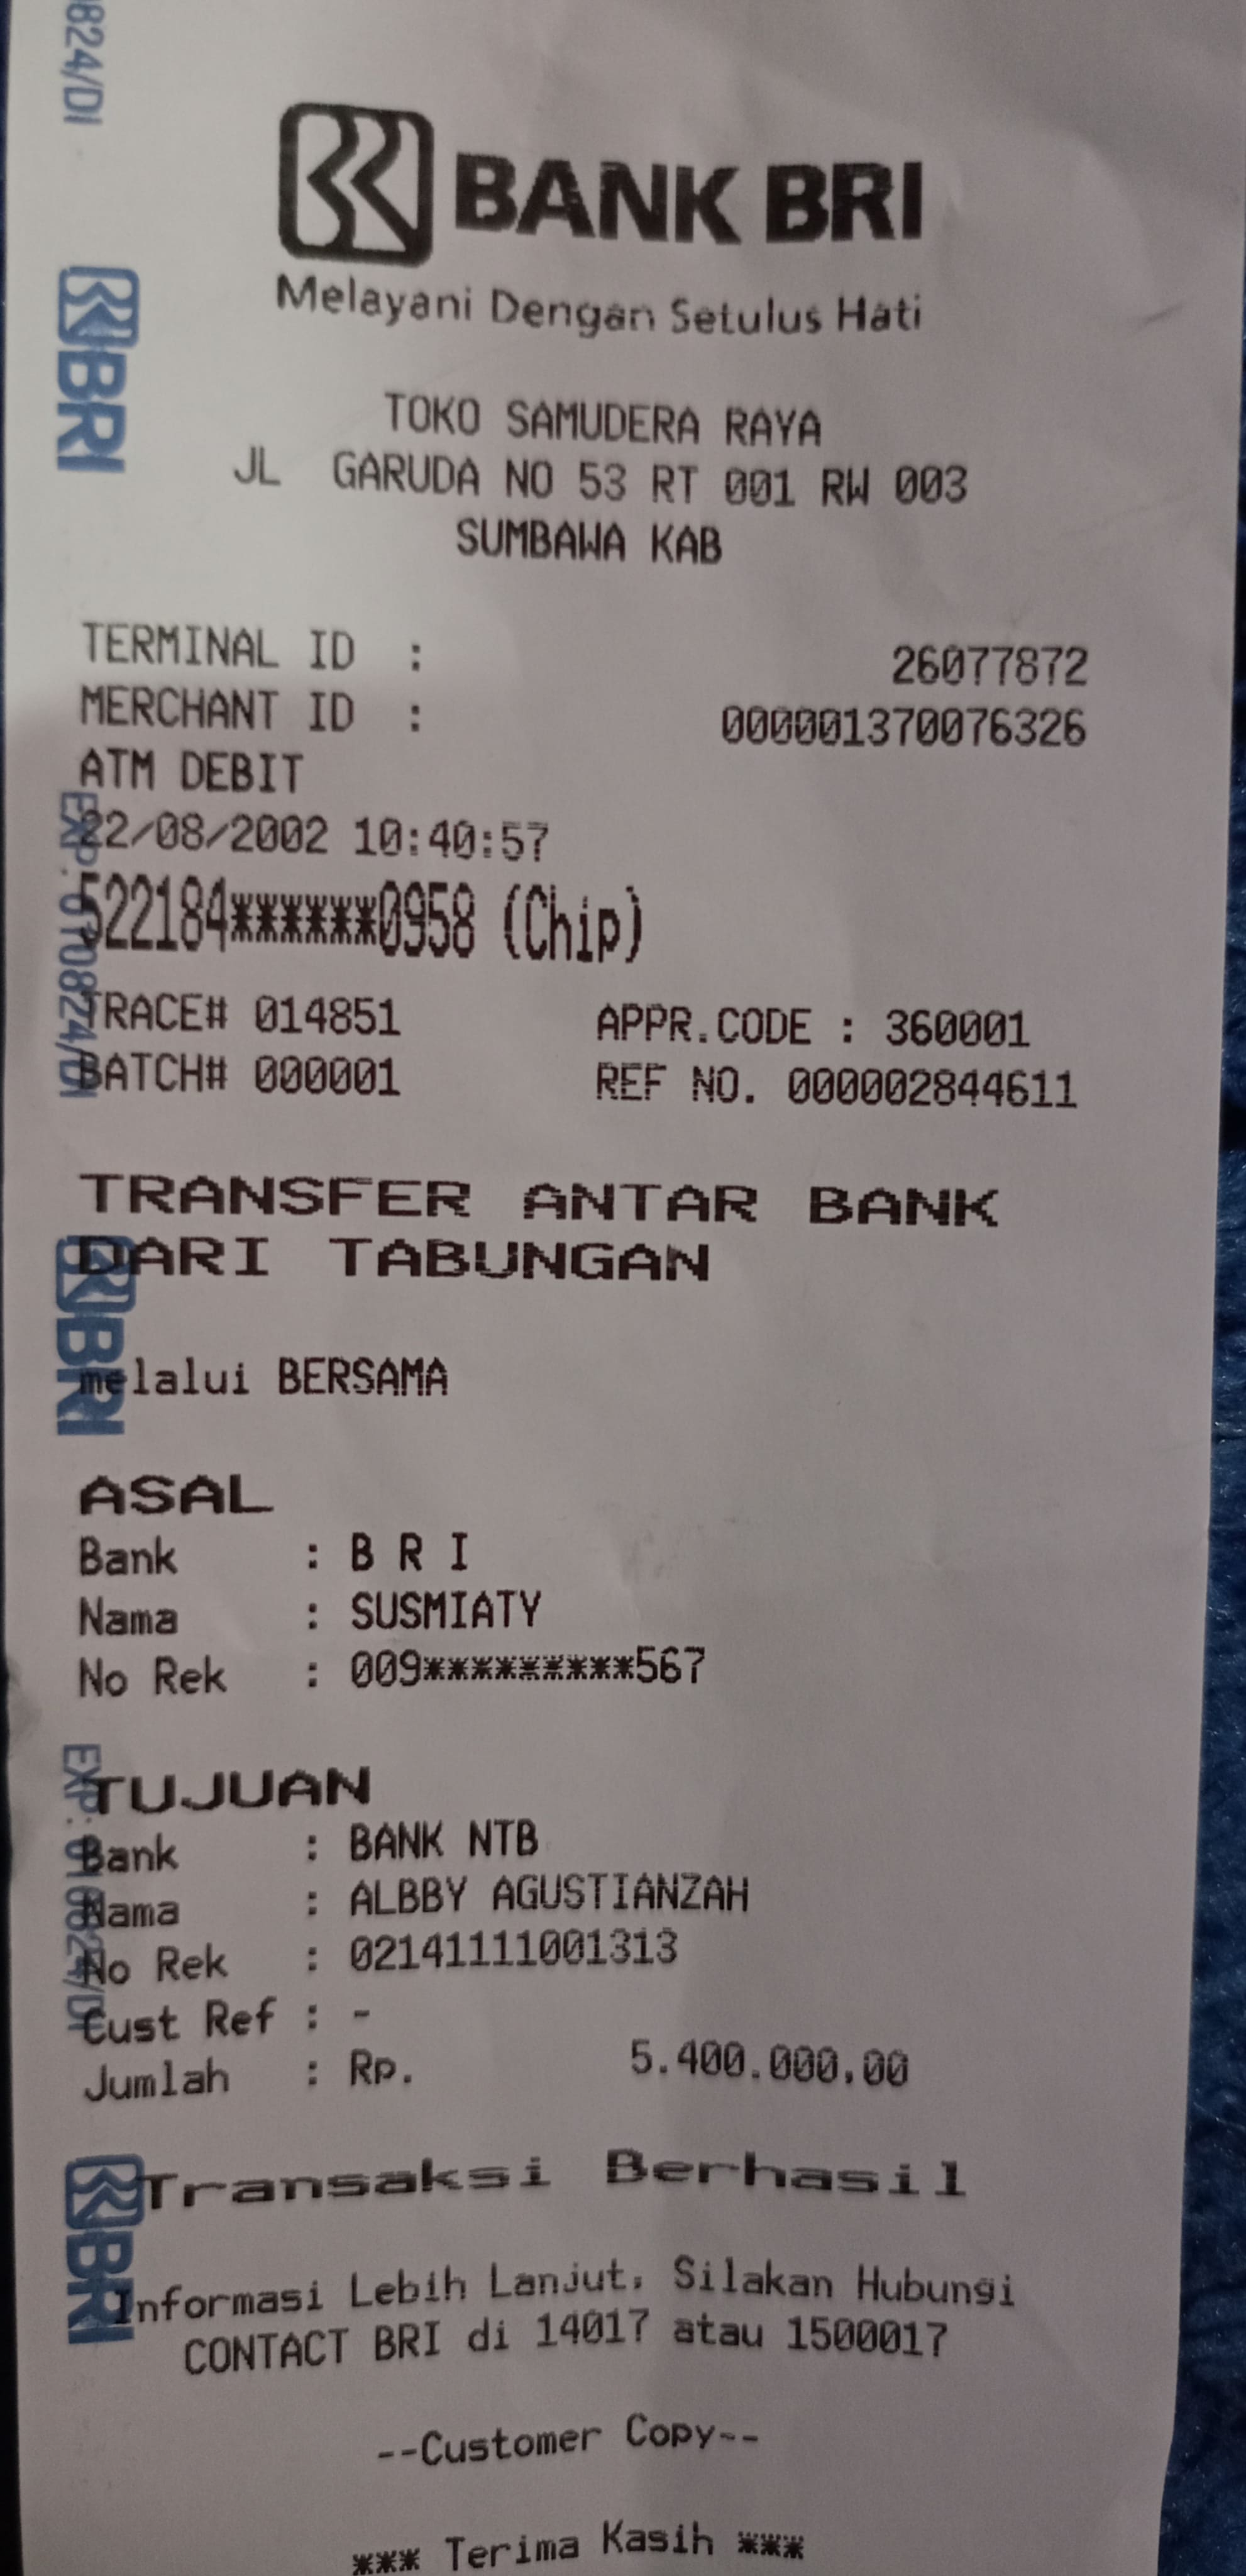 BANK BRI
Melayani Dengan Setulus Hati
TOKO SAMUDERA RAYA
JL GARUDA NO 53 RT 001 RW 003
SUMBAWA KAB
TERMINAL ID : 26077872
MERCHANT ID : 000001370076326
ATM DEBIT
22/08/2002 10:40:57
522184******0958 (Chip)
TRACE# 014851 APPR.CODE : 360001
BATCH# 000001 REF NO. 000002844611
TRANSFER ANTAR BANK
DARI TABUNGAN
melalui BERSAMA
ASAL
Bank : B R I
Nama : SUSMIATY
No Rek : 009*********567
TUJUAN
Bank : BANK NTB
Nama : ALBBY AGUSTIANZAH
No Rek : 02141111001313
Cust Ref : -
Jumlah : Rp. 5.400.000,00
Transaksi Berhasil
Informasi Lebih Lanjut, Silakan Hubungi
CONTACT BRI di 14017 atau 1500017
--Customer Copy--
*** Terima Kasih ***
BRI
BRI
BRI